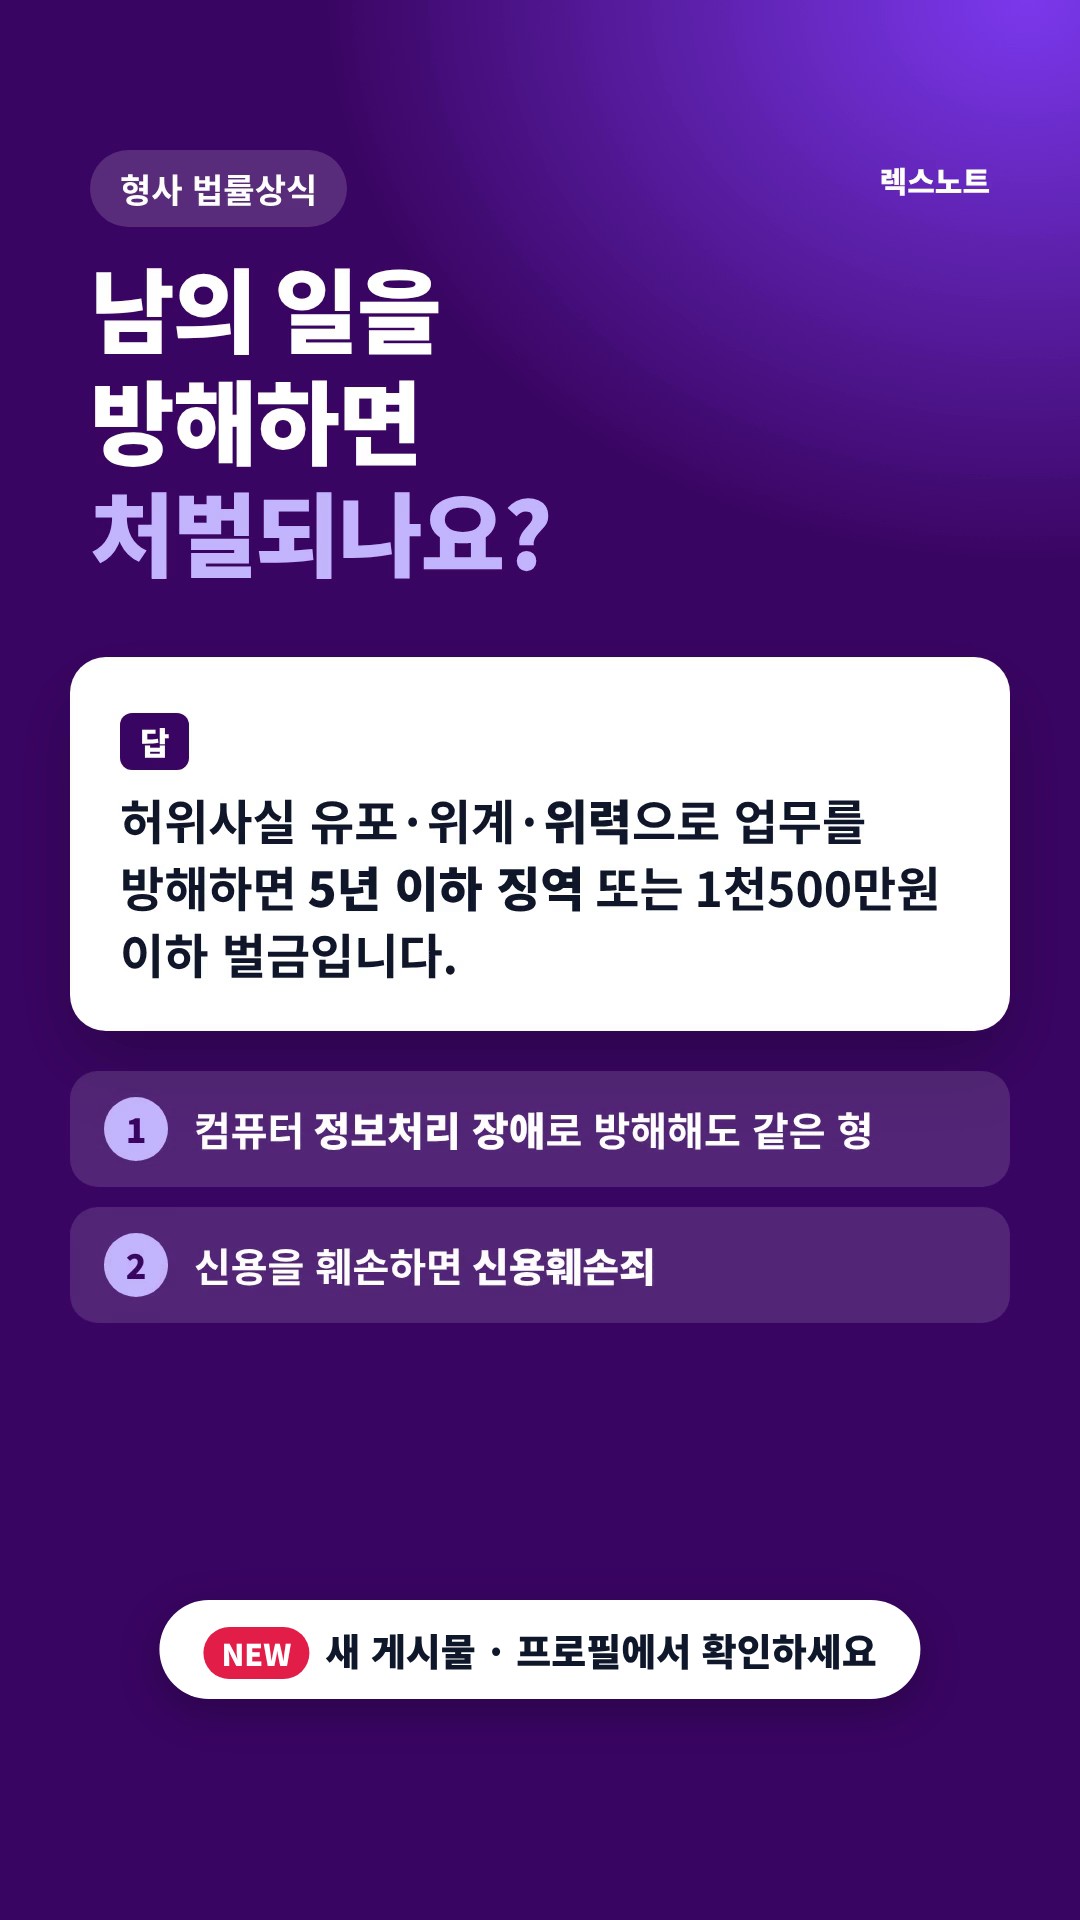 형사 법률상식
렉스노트
남의 일을
방해하면
처벌되나요?
답
허위사실 유포·위계·위력으로 업무를
방해하면 5년 이하 징역 또는 1천500만원
이하 벌금입니다.
1 컴퓨터 정보처리 장애로 방해해도 같은 형
2 신용을 훼손하면 신용훼손죄
NEW 새 게시물 · 프로필에서 확인하세요